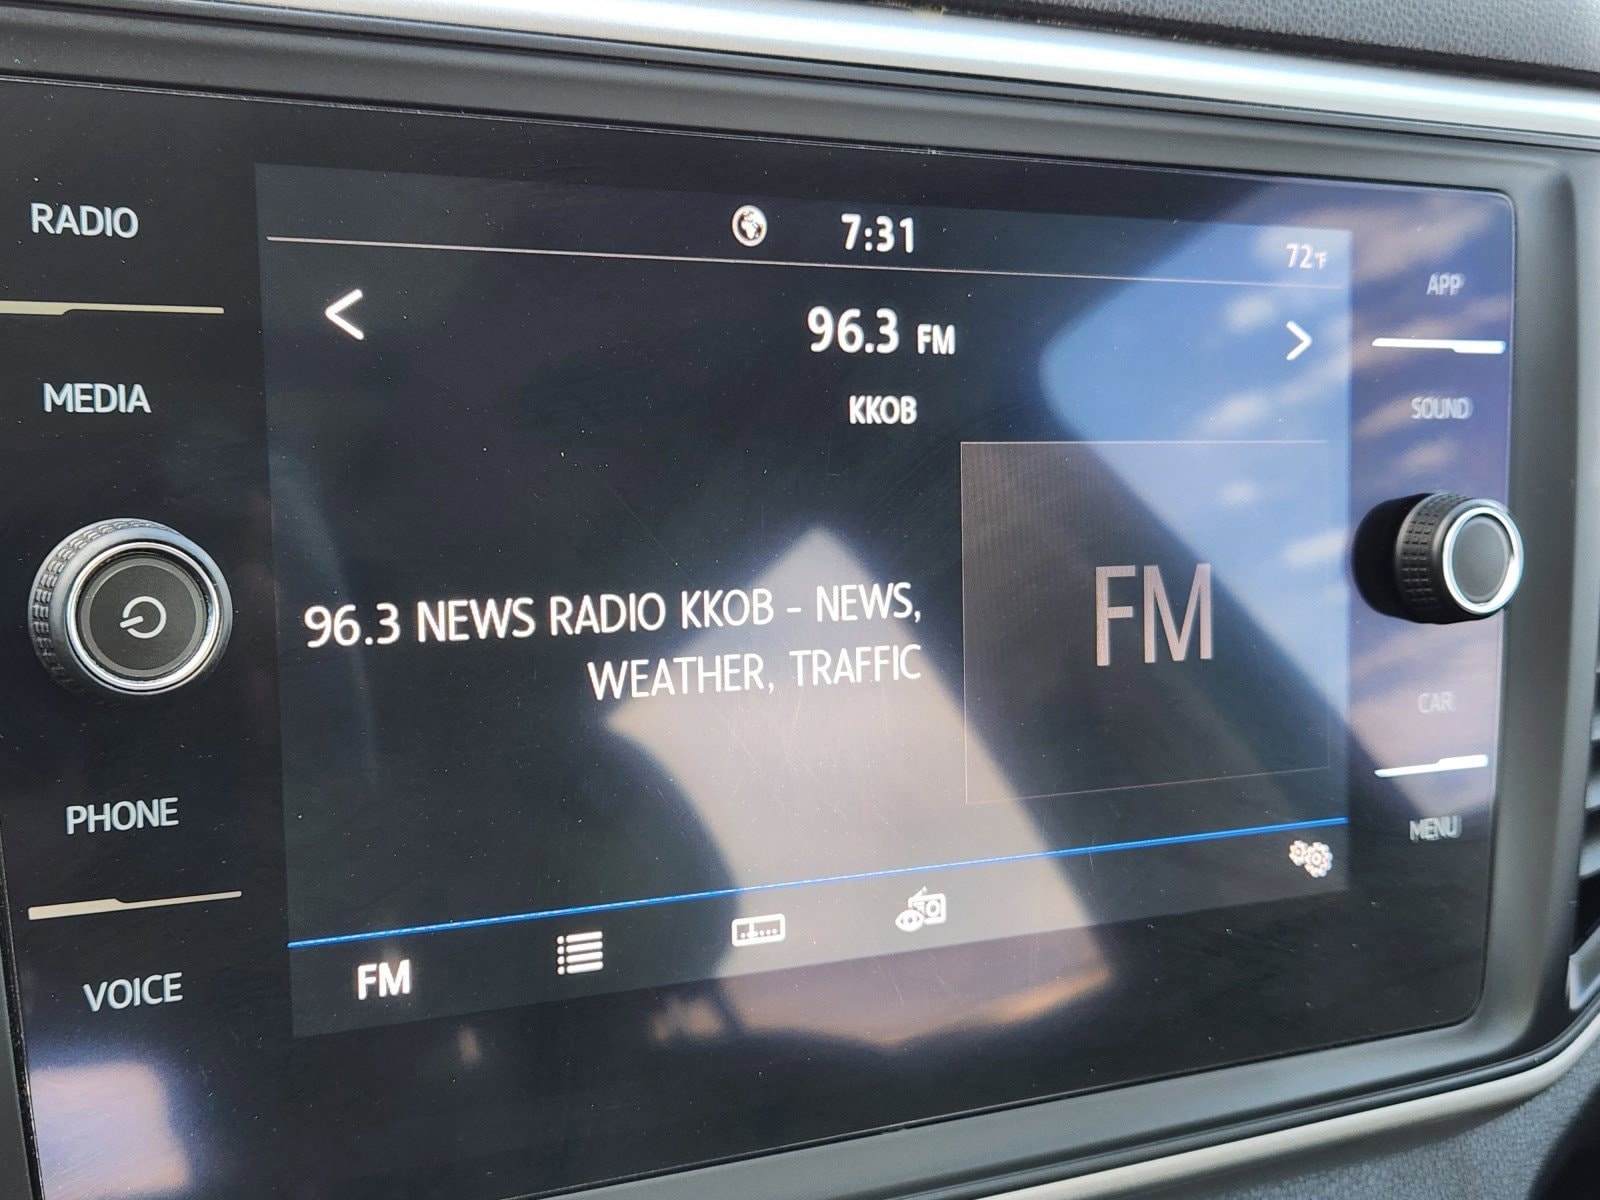 RADIO
MEDIA
PHONE
VOICE
7:31
72°F
96.3 FM
KKOB
96.3 NEWS RADIO KKOB - NEWS,
WEATHER, TRAFFIC
FM
FM
APP
SOUND
CAR
MENU